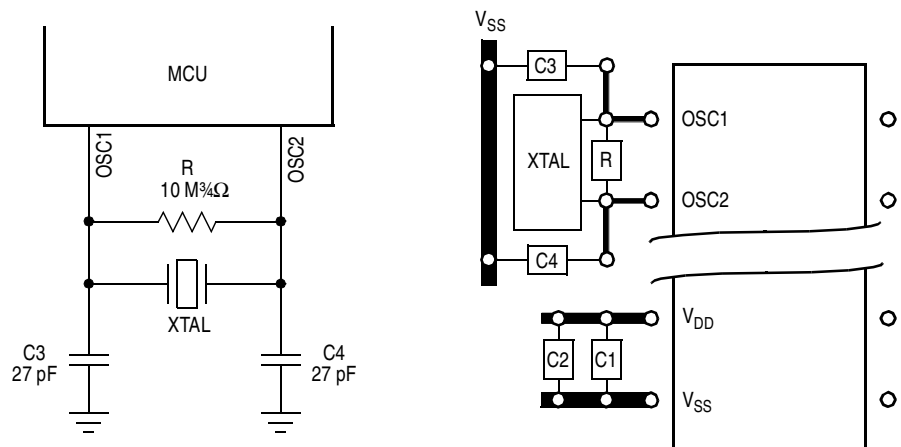 MCU
OSC1
OSC2
R
10 M¾Ω
XTAL
C3
27 pF
C4
27 pF
VSS
C3
OSC1
XTAL
R
OSC2
C4
VDD
C2
C1
VSS